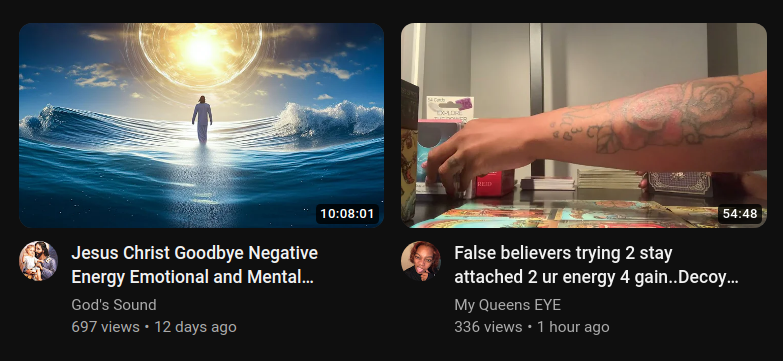 10:08:01
Jesus Christ Goodbye Negative
Energy Emotional and Mental...
God's Sound
697 views • 12 days ago
EXPLORE
54:48
False believers trying 2 stay
attached 2 ur energy 4 gain..Decoy...
My Queens EYE
336 views • 1 hour ago